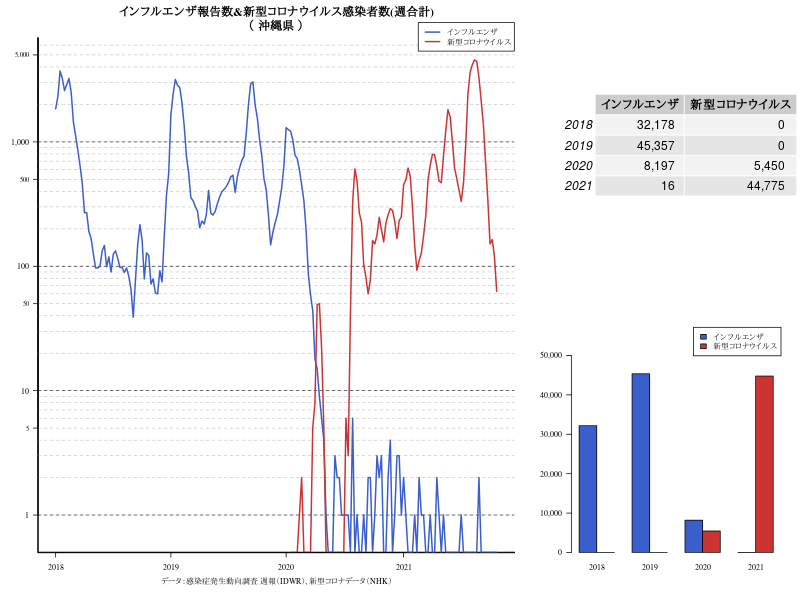 インフルエンザ報告数&新型コロナウイルス感染者数(週合計)
( 沖縄県 )
インフルエンザ
新型コロナウイルス
5,000
1,000
500
100
50
10
5
1
2018 2019 2020 2021
データ:感染症発生動向調査 週報(IDWR)、新型コロナデータ(NHK)
インフルエンザ 新型コロナウイルス
2018 32,178 0
2019 45,357 0
2020 8,197 5,450
2021 16 44,775
インフルエンザ
新型コロナウイルス
50,000
40,000
30,000
20,000
10,000
0
2018 2019 2020 2021